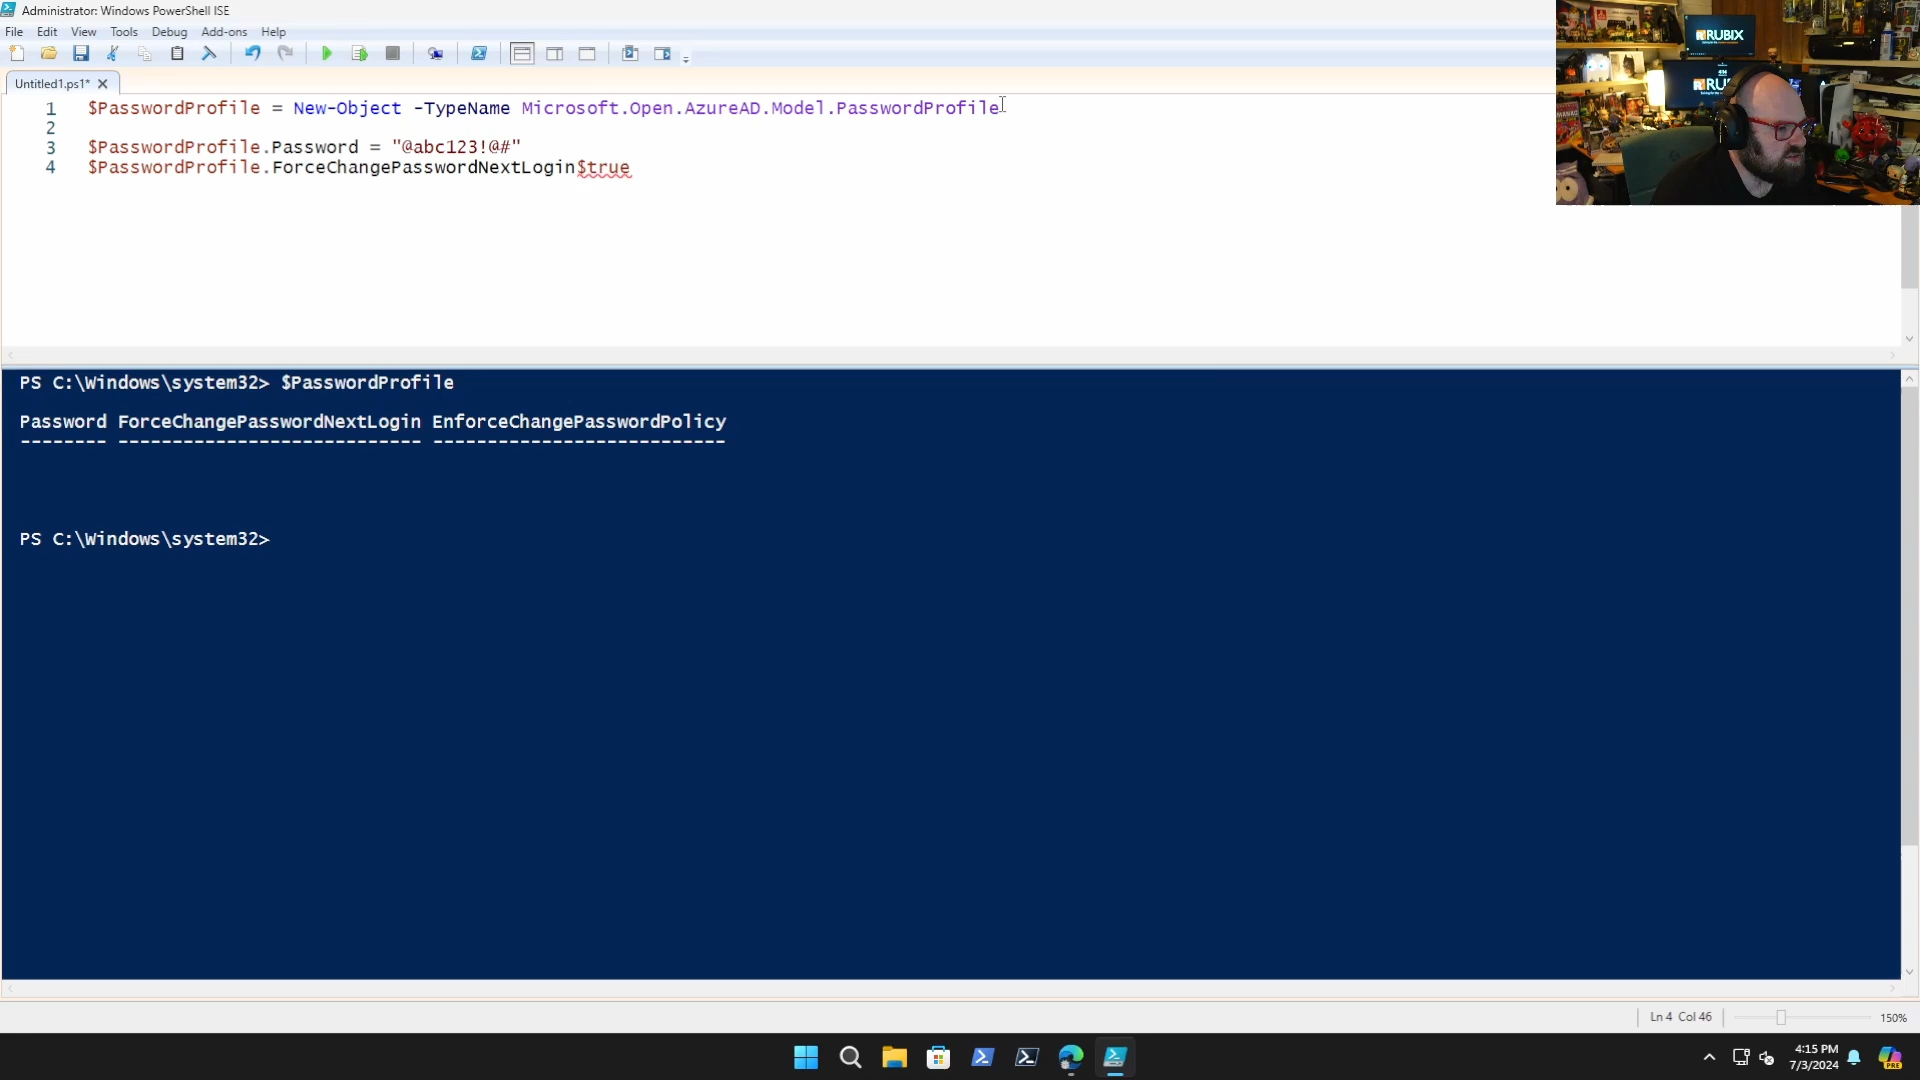 Administrator: Windows PowerShell ISE
File Edit View Tools Debug Add-ons Help
Untitled1.ps1*
1 $PasswordProfile = New-Object -TypeName Microsoft.Open.AzureAD.Model.PasswordProfile
2
3 $PasswordProfile.Password = "@abc123!@#"
4 $PasswordProfile.ForceChangePasswordNextLogin$true
RUBIX
PS C:\Windows\system32> $PasswordProfile
Password ForceChangePasswordNextLogin EnforceChangePasswordPolicy
-------- ---------------------------- ---------------------------
PS C:\Windows\system32>
Ln 4 Col 46
150%
4:15 PM
7/3/2024
PRE